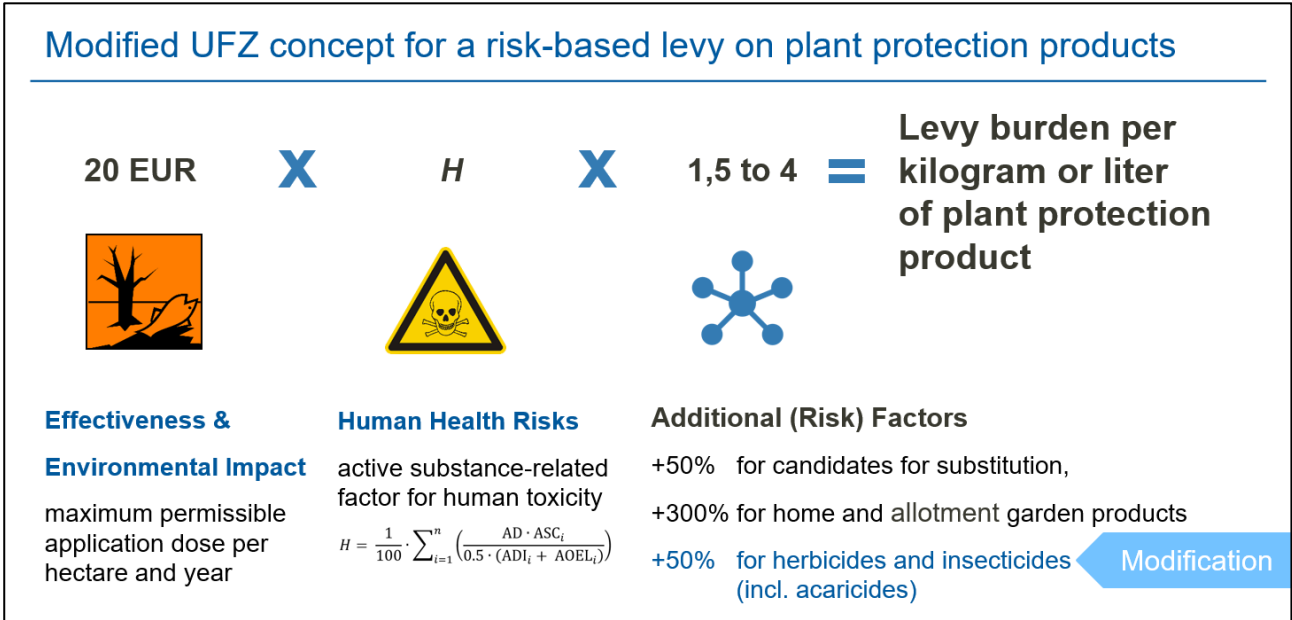 Modified UFZ concept for a risk-based levy on plant protection products
20 EUR X H X 1,5 to 4 = Levy burden per
kilogram or liter
of plant protection
product
Effectiveness &
Environmental Impact
maximum permissible
application dose per
hectare and year
Human Health Risks
active substance-related
factor for human toxicity
H = 1/100 · ∑ᵢ₌₁ⁿ (AD · ASCᵢ / 0.5 · (ADIᵢ + AOELᵢ))
Additional (Risk) Factors
+50% for candidates for substitution,
+300% for home and allotment garden products
+50% for herbicides and insecticides
(incl. acaricides)
Modification